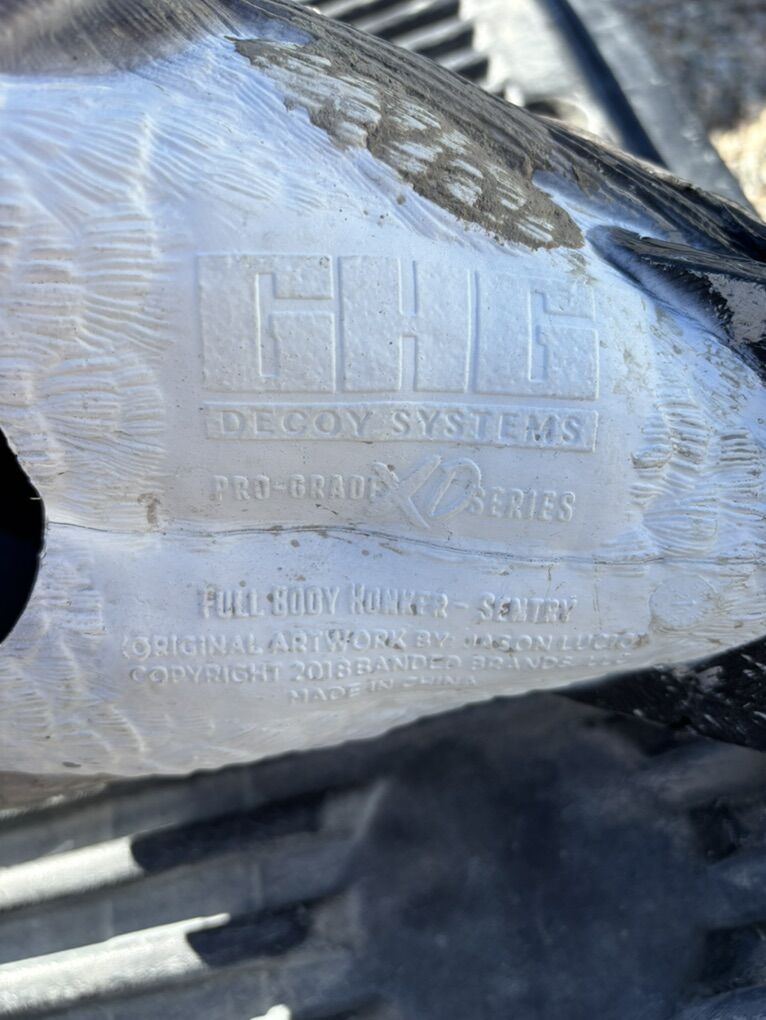 GHG
DECOY SYSTEMS
PRO-GRADE XD SERIES
FULL BODY HONKER - SENTRY
ORIGINAL ARTWORK BY: JASON LUCIO
COPYRIGHT 2018 BANDED BRANDS, LLC
MADE IN CHINA